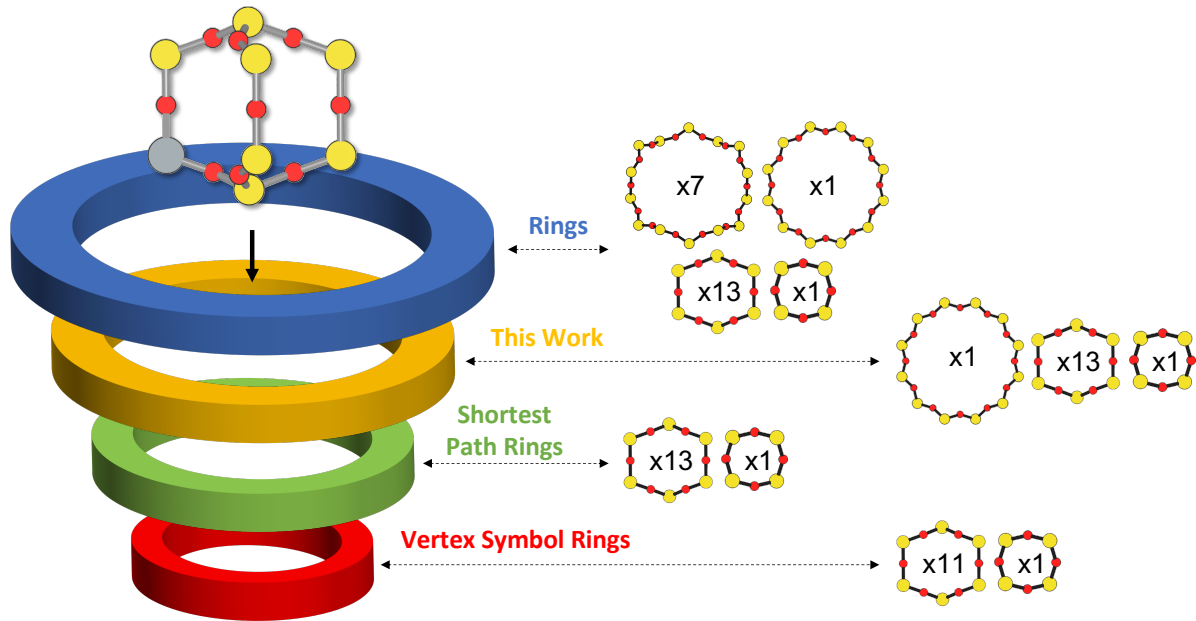 x7
x1
Rings
x13
x1
This Work
x1
x13
x1
Shortest
Path Rings
x13
x1
Vertex Symbol Rings
x11
x1